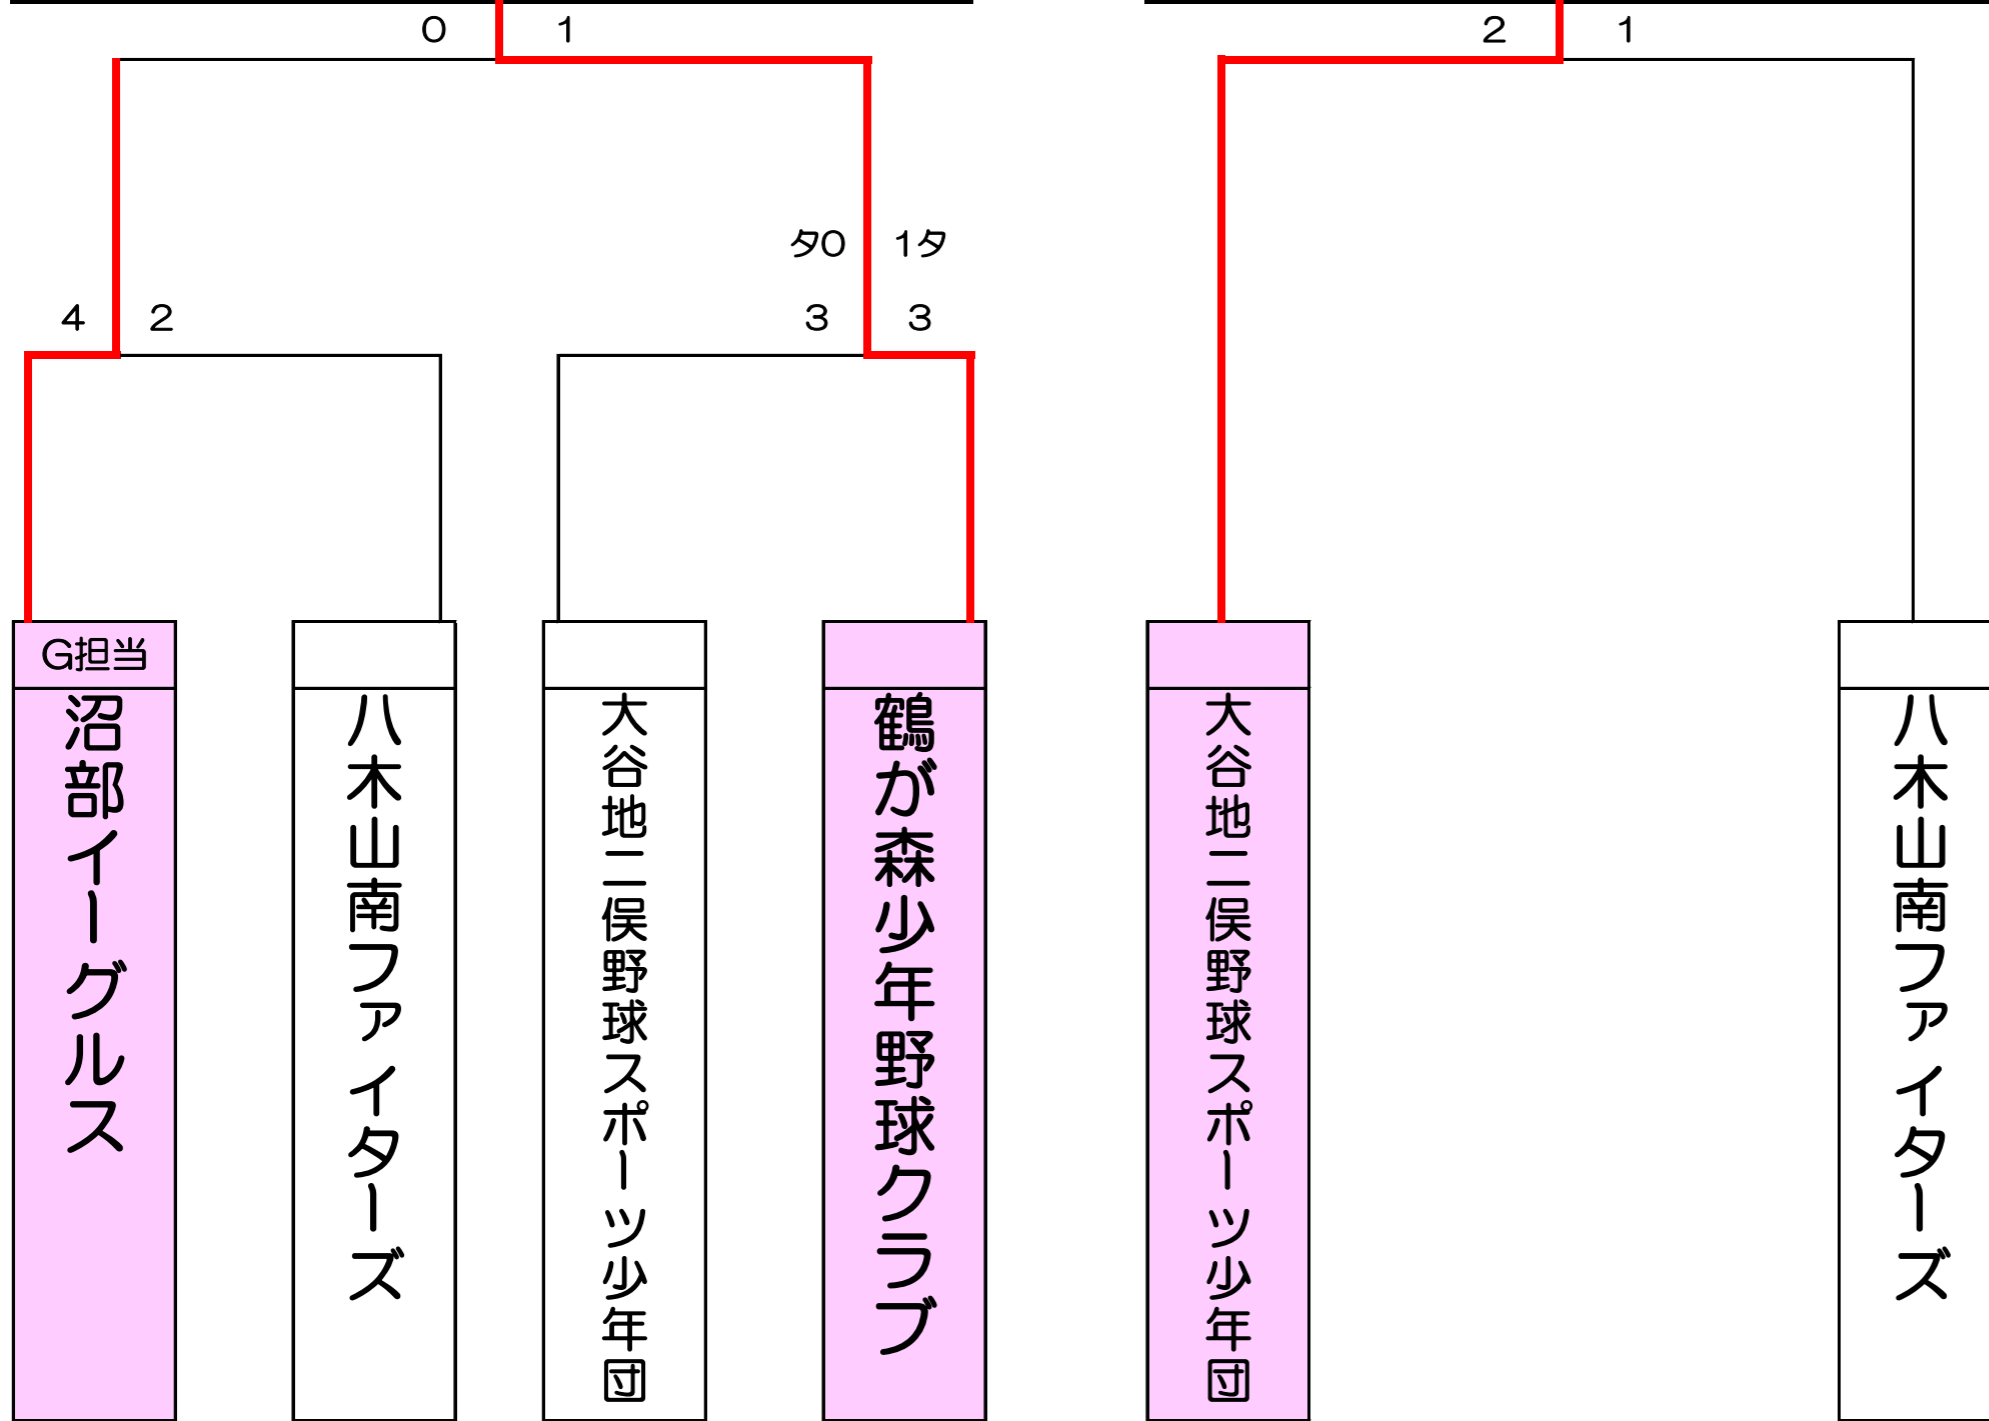 0 1
2 1
タ0 1タ
4 2
3 3
G担当
沼部イーグルス
八木山南ファイターズ
大谷地二俣野球スポーツ少年団
鶴が森少年野球クラブ
大谷地二俣野球スポーツ少年団
八木山南ファイターズ